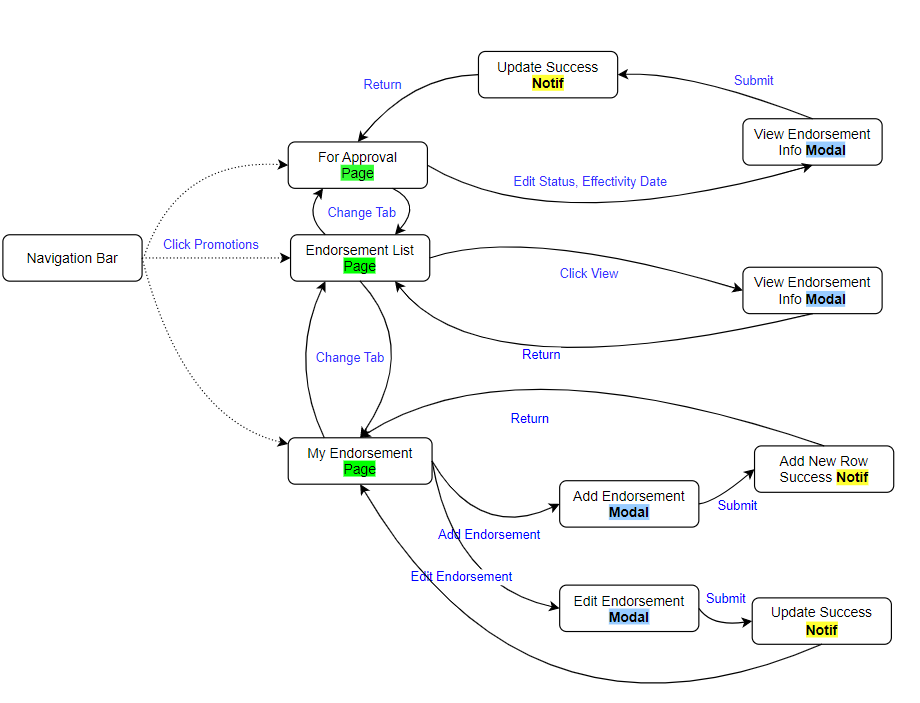 Update Success
Notif
Return
Submit
View Endorsement
Info Modal
For Approval
Page
Edit Status, Effectivity Date
Change Tab
Navigation Bar
Click Promotions
Endorsement List
Page
Click View
View Endorsement
Info Modal
Return
Change Tab
Return
My Endorsement
Page
Add New Row
Success Notif
Add Endorsement
Modal
Submit
Add Endorsement
Edit Endorsement
Edit Endorsement
Modal
Submit
Update Success
Notif